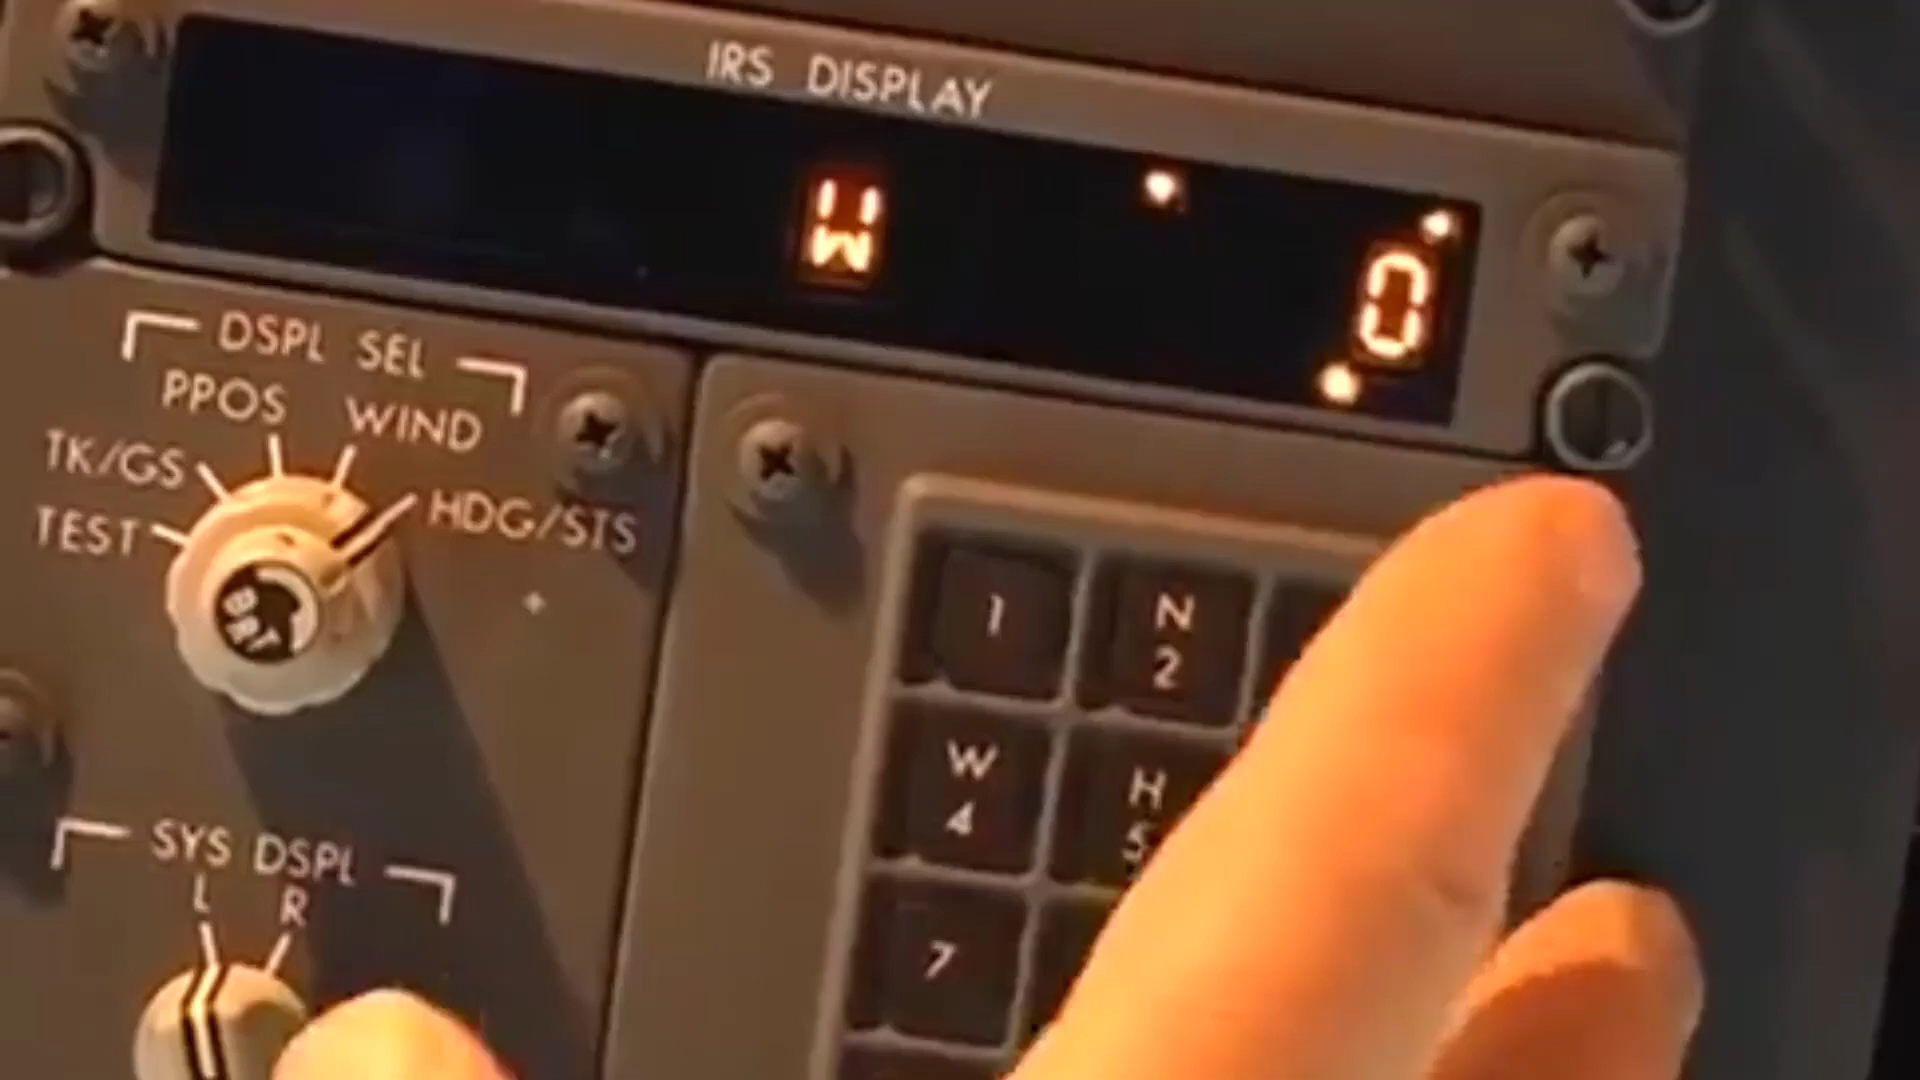 IRS DISPLAY
W 0
DSPL SEL
PPOS WIND
TK/GS
HDG/STS
TEST
BRT
1
N
2
W
4
H
5
7
SYS DSPL
L R